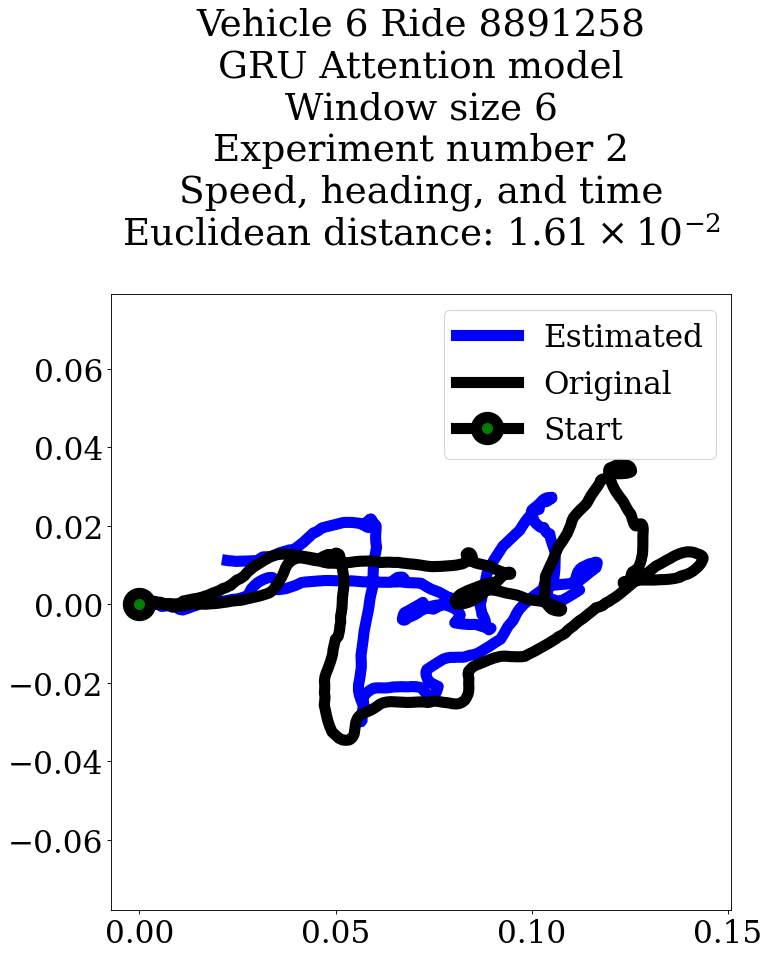 Vehicle 6 Ride 8891258
GRU Attention model
Window size 6
Experiment number 2
Speed, heading, and time
Euclidean distance: 1.61 × 10⁻²
Estimated
Original
Start
0.06
0.04
0.02
0.00
−0.02
−0.04
−0.06
0.00 0.05 0.10 0.15